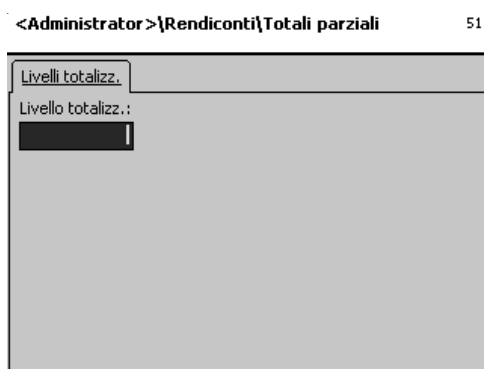 <Administrator>\Rendiconti\Totali parziali 51
Livelli totalizz.
Livello totalizz.: